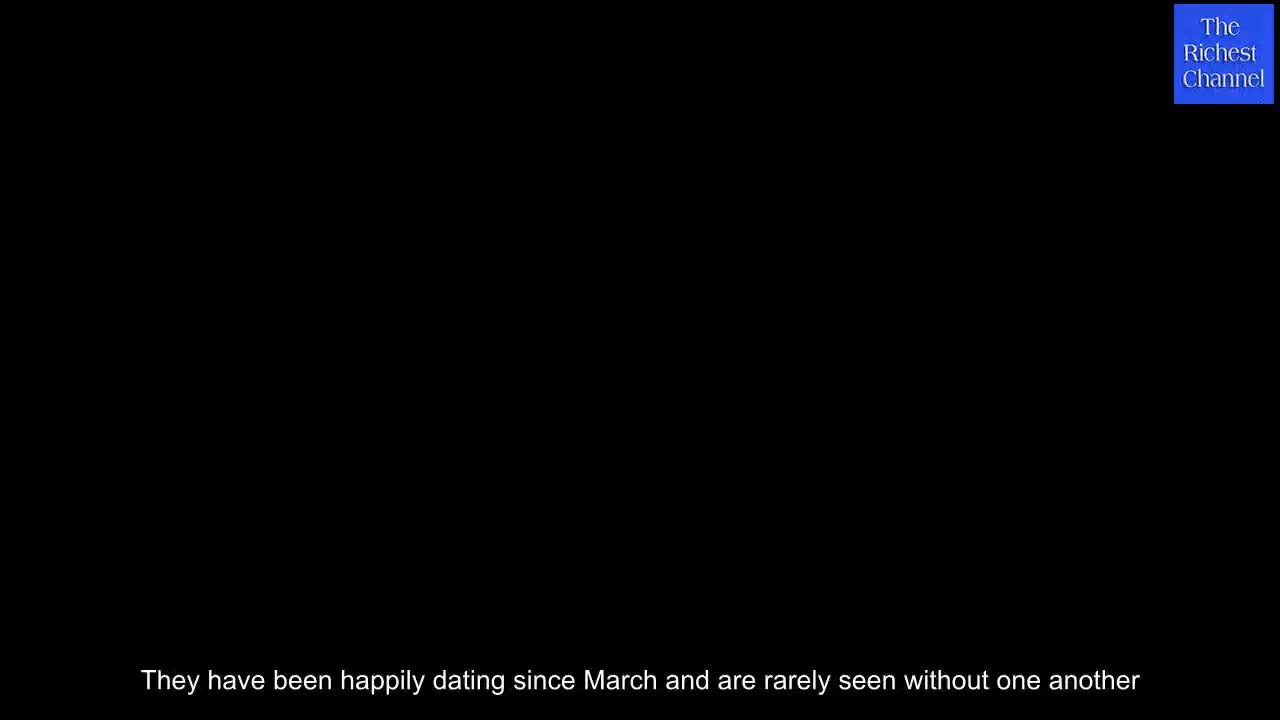 The
Richest
Channel
They have been happily dating since March and are rarely seen without one another